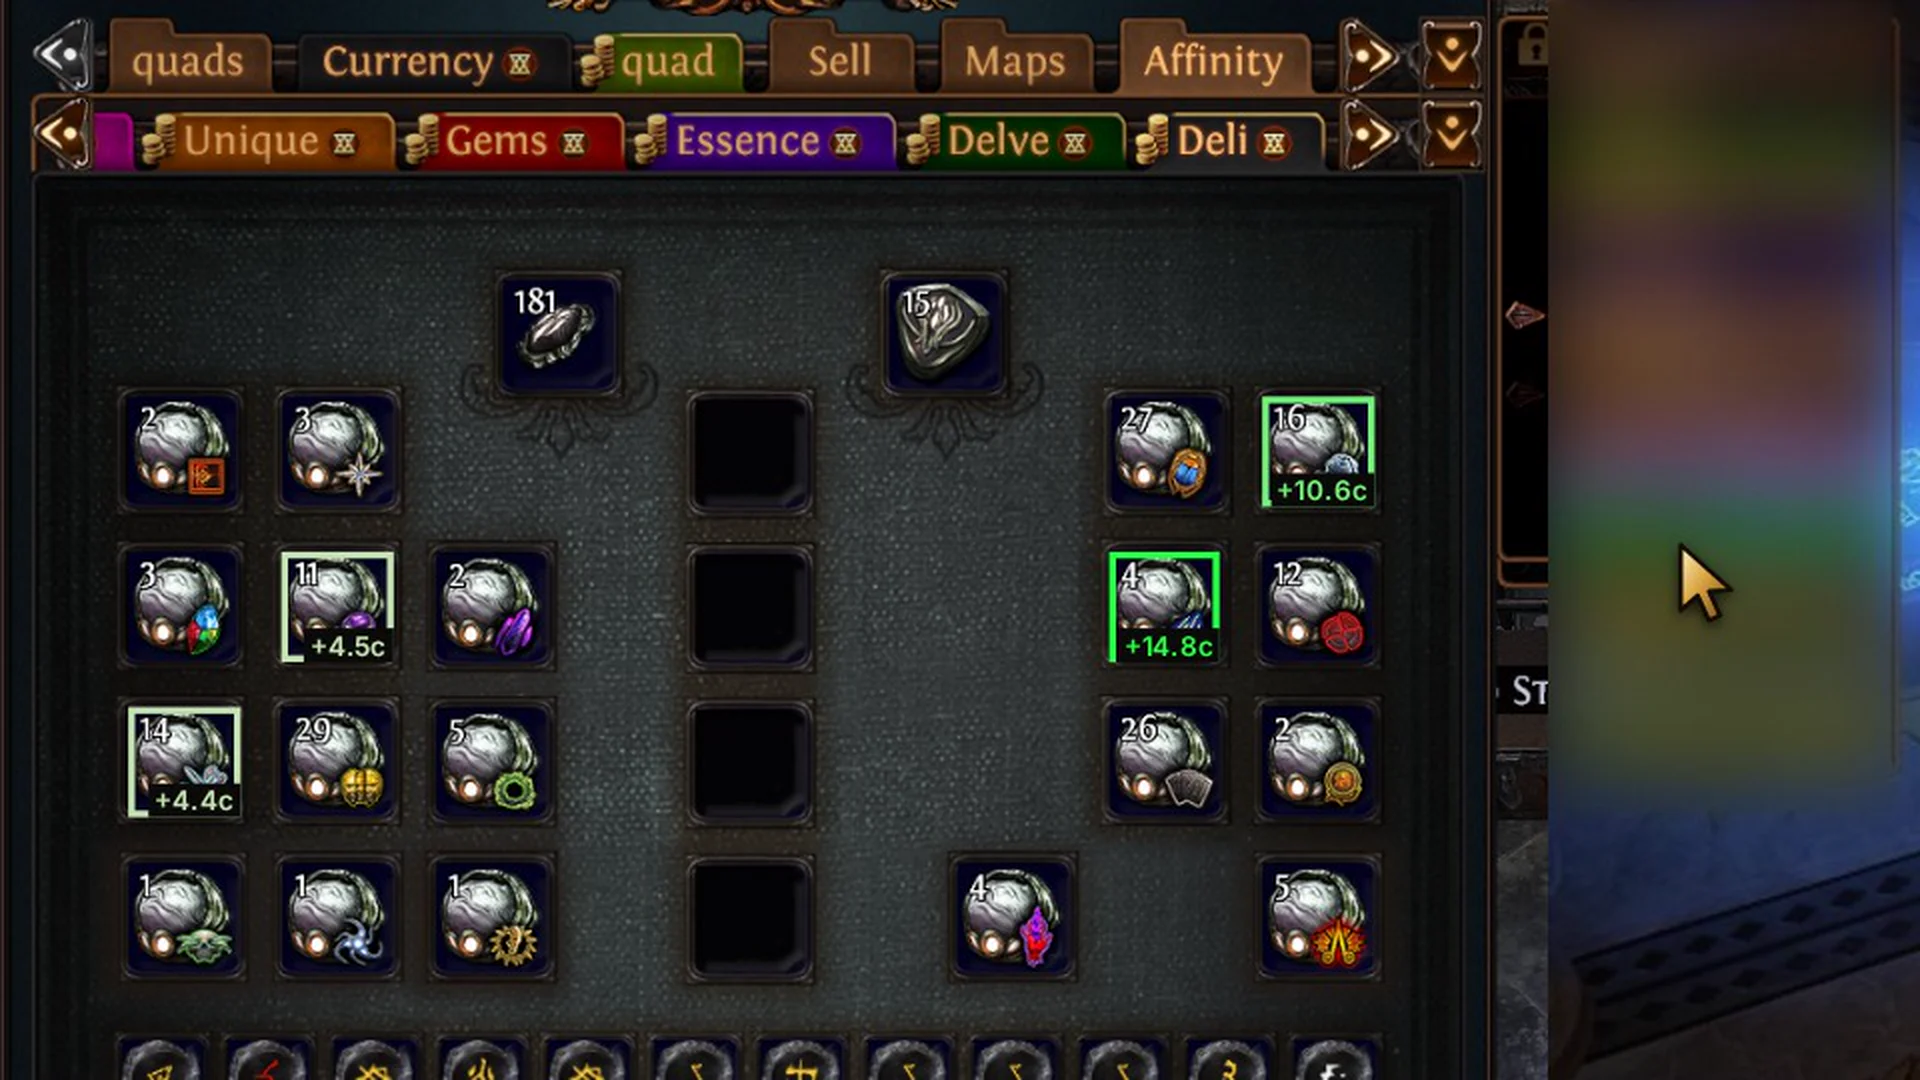 quads Currency quad Sell Maps Affinity
Unique Gems Essence Delve Deli
181 15
2 3 27 16
+10.6c
3 11 2 4 12
+4.5c +14.8c
14 29 5 26 2
+4.4c
1 1 1 4 5
ST